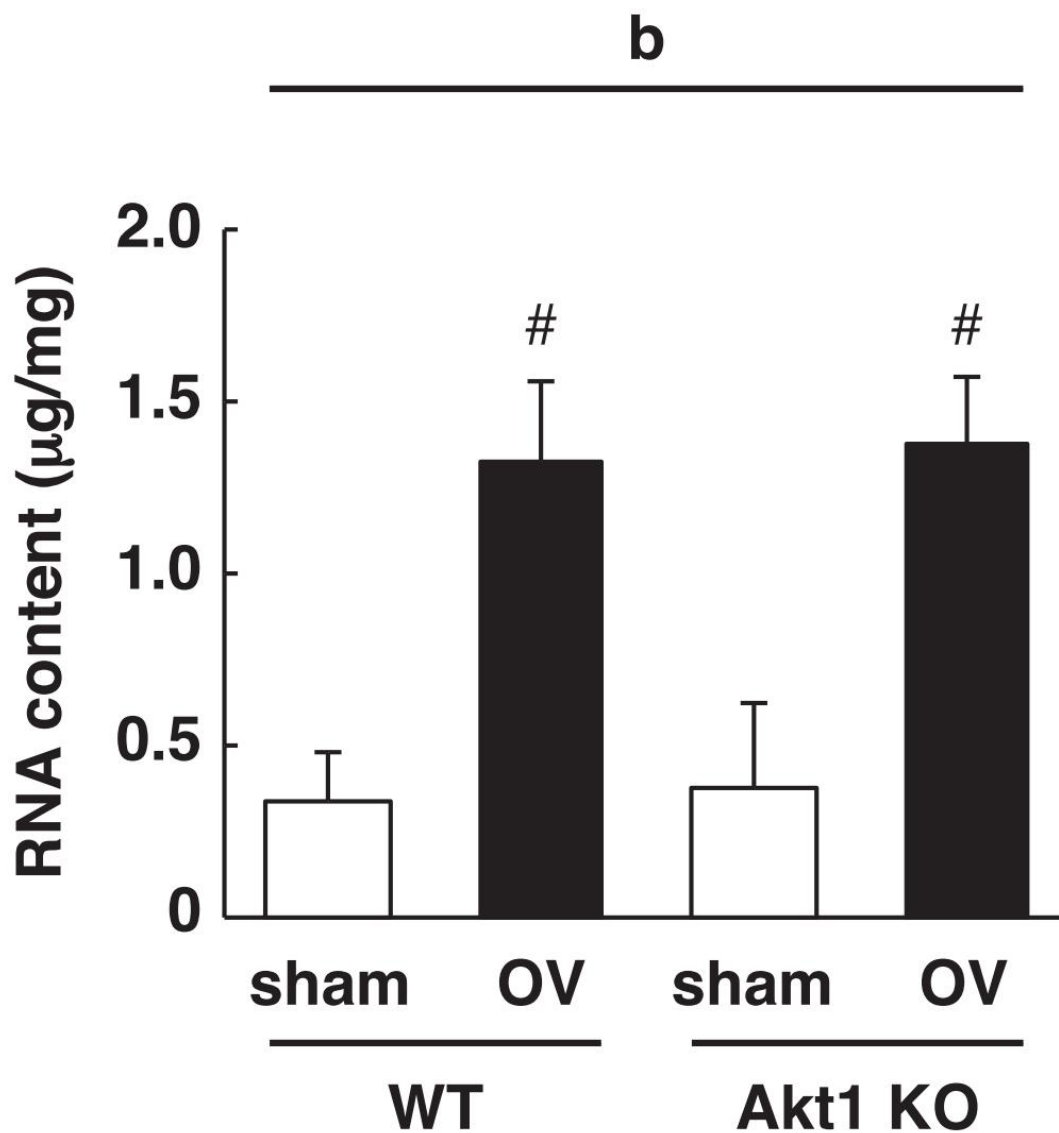 b
RNA content (μg/mg)
2.0
1.5
1.0
0.5
0
# #
sham OV sham OV
WT Akt1 KO